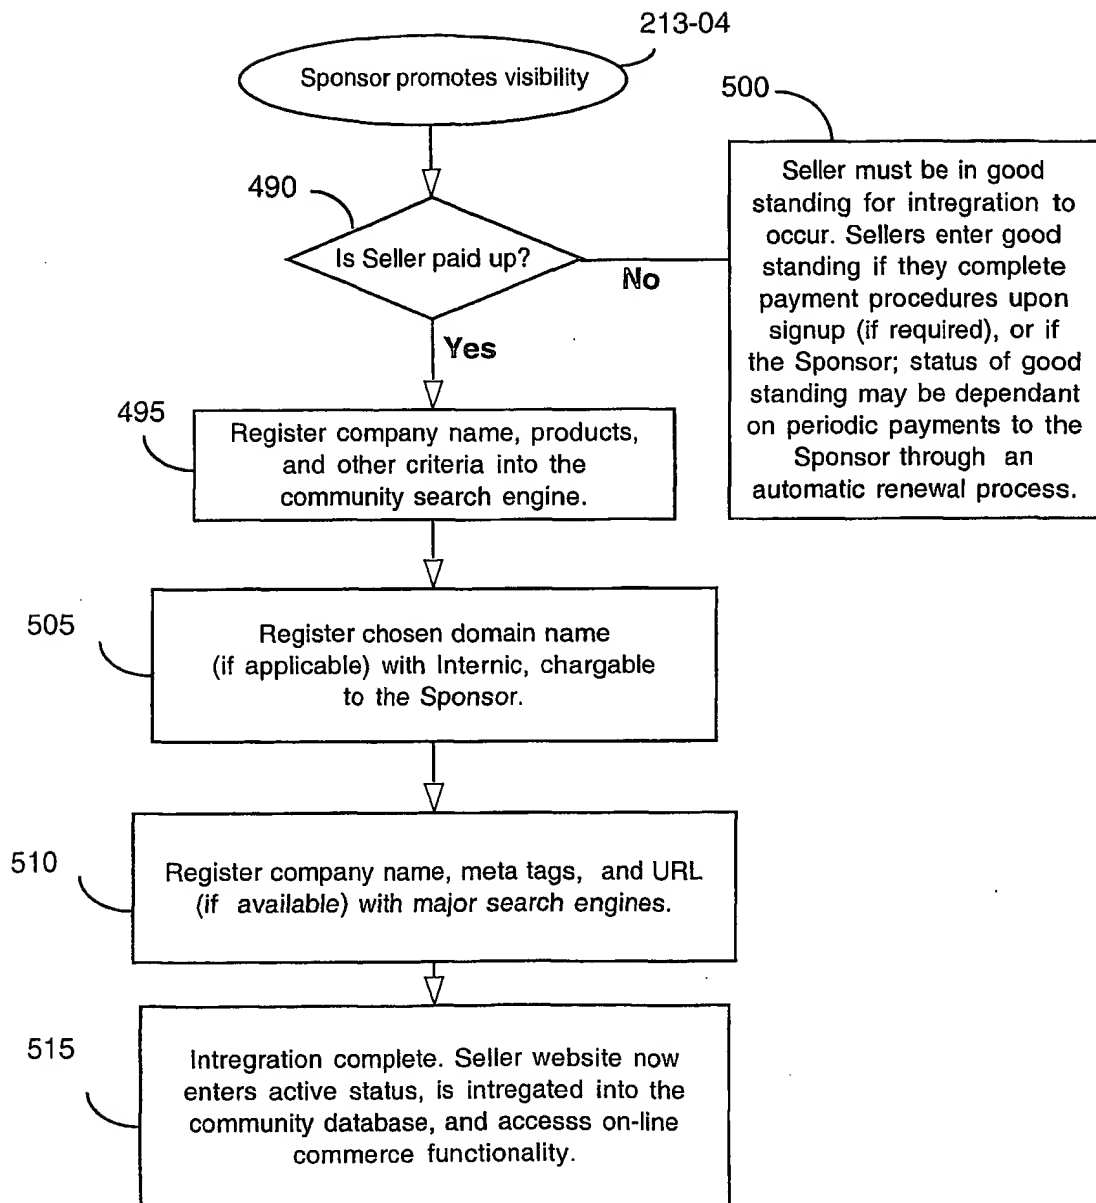 213-04
Sponsor promotes visibility
500
Seller must be in good
standing for intregration to
occur. Sellers enter good
standing if they complete
payment procedures upon
signup (if required), or if
the Sponsor; status of good
standing may be dependant
on periodic payments to the
Sponsor through an
automatic renewal process.
490
Is Seller paid up?
No
Yes
495
Register company name, products,
and other criteria into the
community search engine.
505
Register chosen domain name
(if applicable) with Internic, chargable
to the Sponsor.
510
Register company name, meta tags, and URL
(if available) with major search engines.
515
Intregration complete. Seller website now
enters active status, is intregated into the
community database, and accesss on-line
commerce functionality.